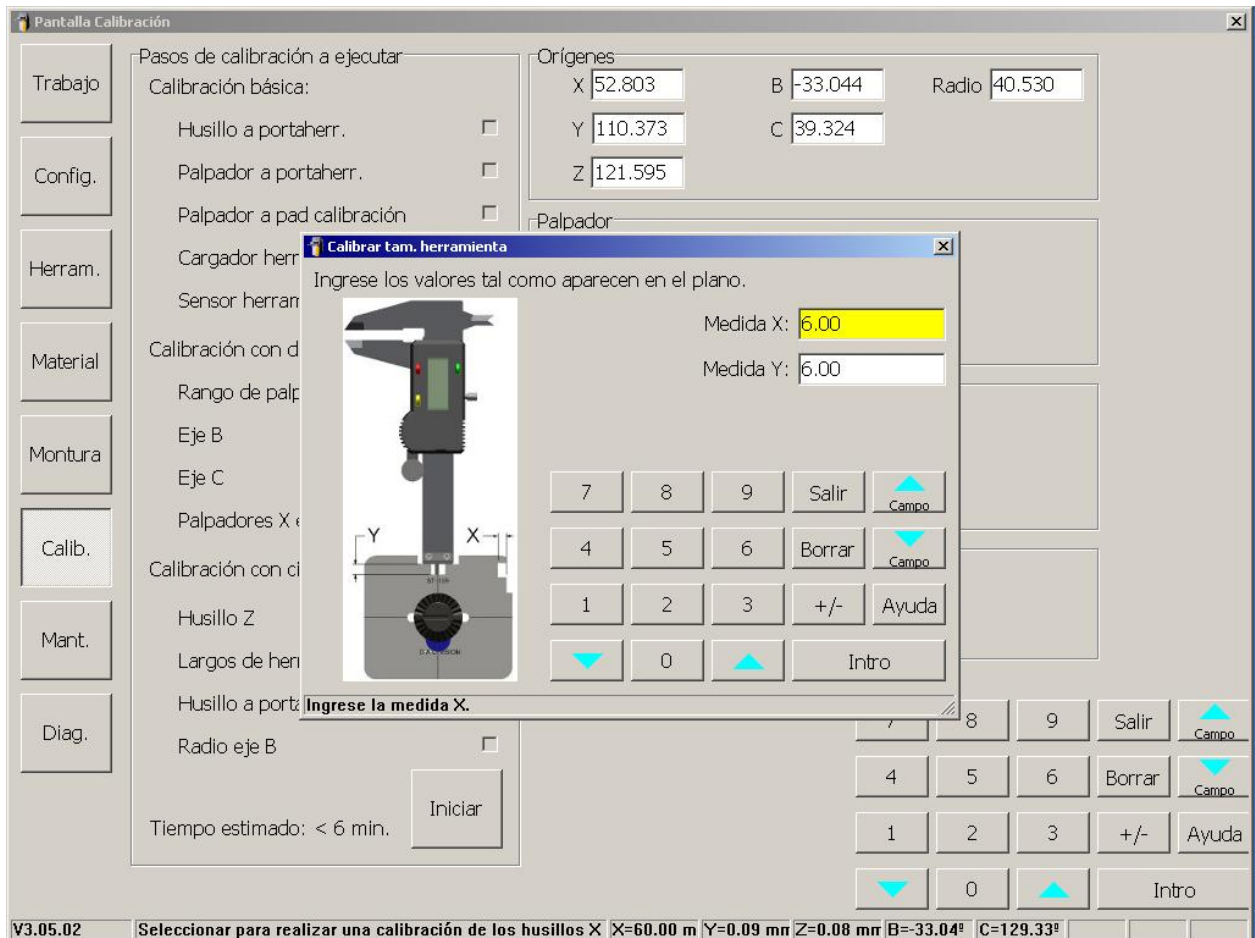 Pantalla Calibración
Trabajo
Config.
Herram.
Material
Montura
Calib.
Mant.
Diag.
Pasos de calibración a ejecutar
Calibración básica:
Husillo a portaherr.
Palpador a portaherr.
Palpador a pad calibración
Cargador herr
Sensor herram
Calibración con d
Rango de palp
Eje B
Eje C
Palpadores X
Calibración con ci
Husillo Z
Largos de herr
Husillo a porta
Radio eje B
Tiempo estimado: < 6 min.
Iniciar
Orígenes
X 52.803
B -33.044
Radio 40.530
Y 110.373
C 39.324
Z 121.595
Palpador
Calibrar tam. herramienta
Ingrese los valores tal como aparecen en el plano.
Medida X: 6.00
Medida Y: 6.00
Y
X
7 8 9 Salir Campo
4 5 6 Borrar Campo
1 2 3 +/- Ayuda
0 Intro
Ingrese la medida X.
7 8 9 Salir Campo
4 5 6 Borrar Campo
1 2 3 +/- Ayuda
0 Intro
V3.05.02 Seleccionar para realizar una calibración de los husillos X X=60.00 m Y=0.09 mm Z=0.08 mm B=-33.04º C=129.33º